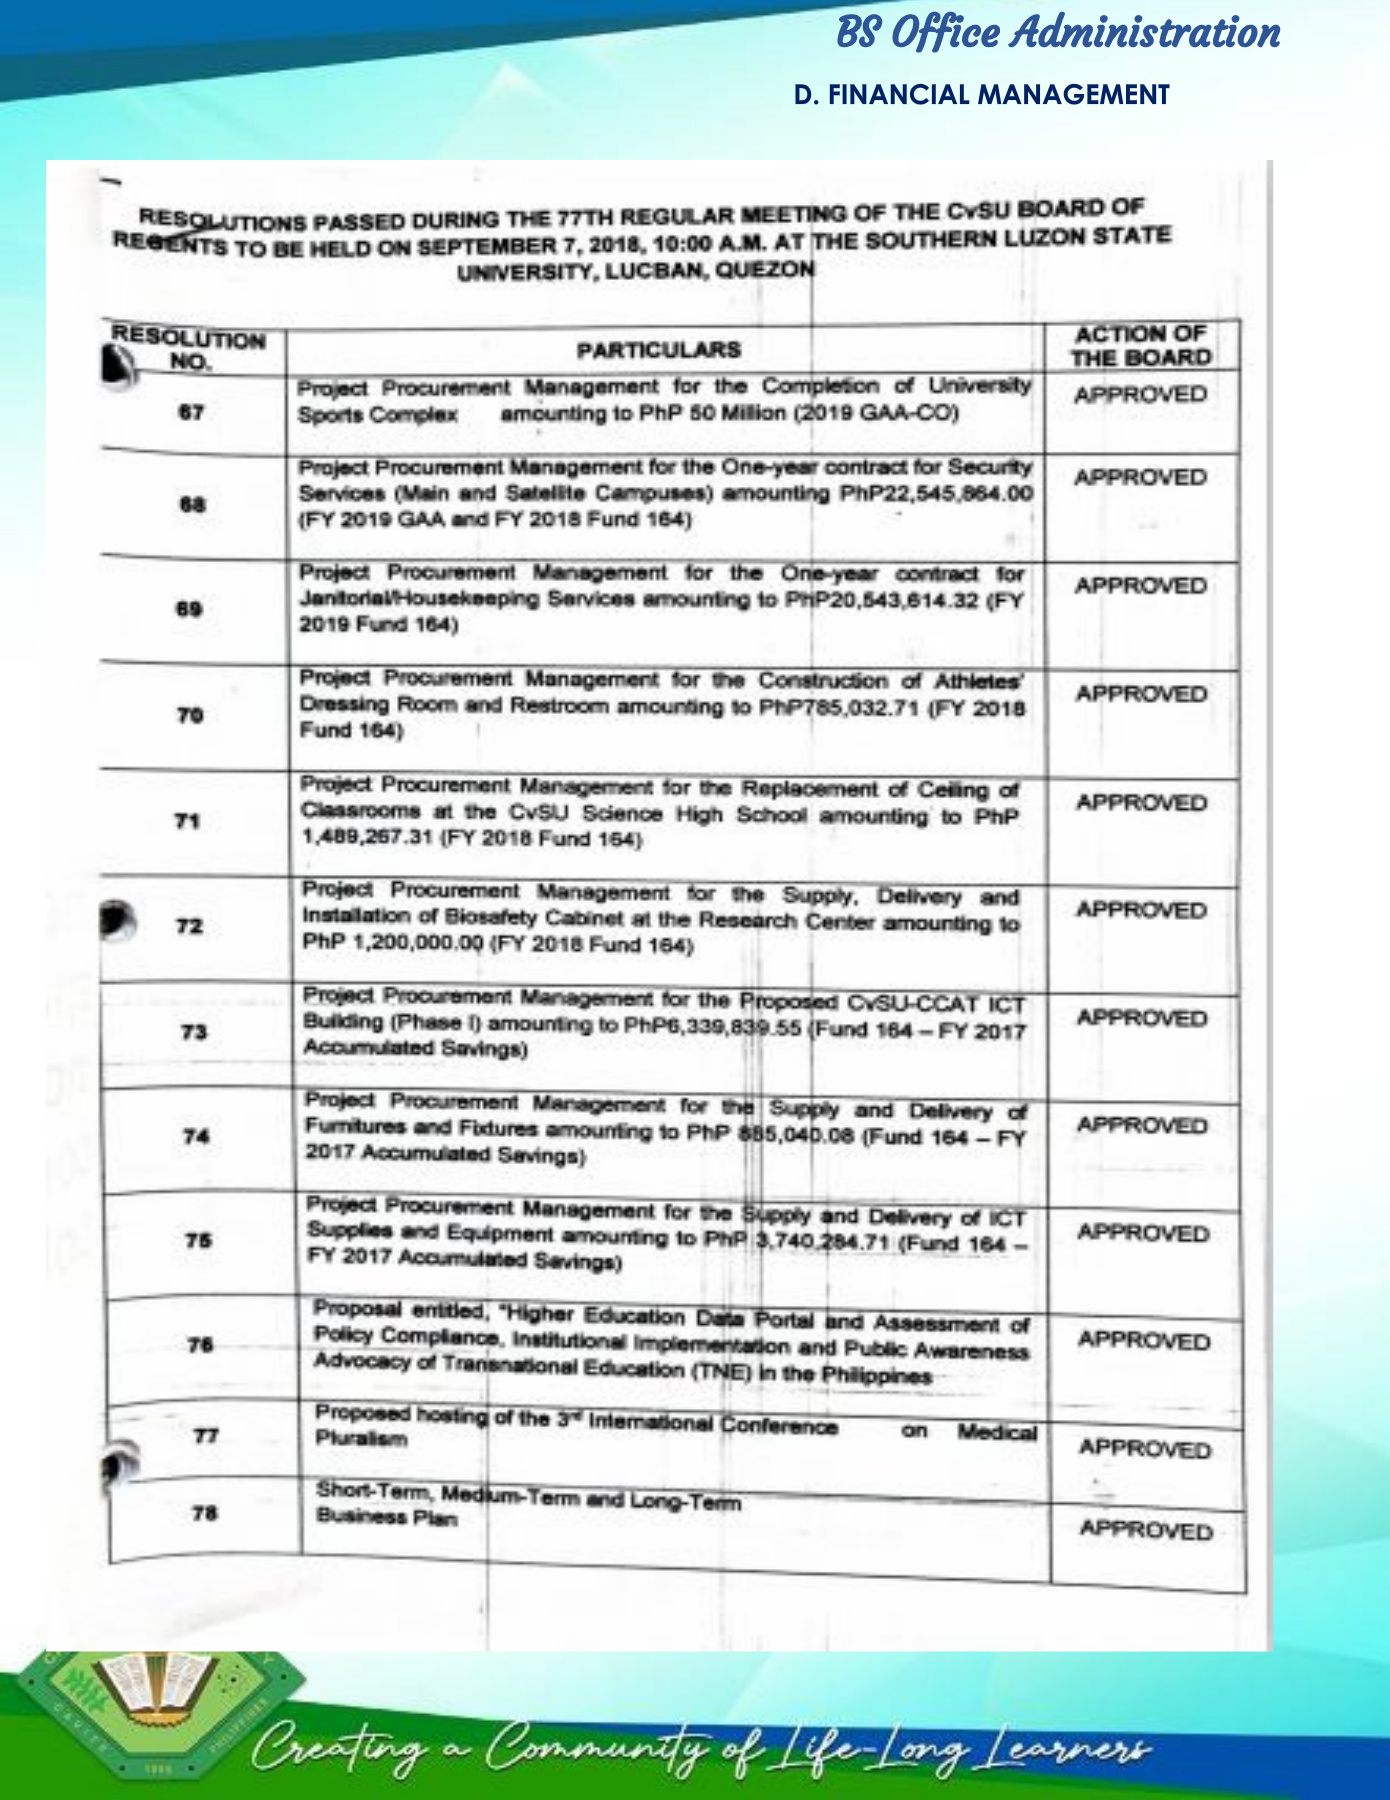 BS Office Administration
D. FINANCIAL MANAGEMENT
RESOLUTIONS PASSED DURING THE 77TH REGULAR MEETING OF THE CvSU BOARD OF
REGENTS TO BE HELD ON SEPTEMBER 7, 2018, 10:00 A.M. AT THE SOUTHERN LUZON STATE
UNIVERSITY, LUCBAN, QUEZON
RESOLUTION NO.
PARTICULARS
ACTION OF THE BOARD
67
Project Procurement Management for the Completion of University
Sports Complex amounting to PhP 50 Million (2019 GAA-CO)
APPROVED
68
Project Procurement Management for the One-year contract for Security
Services (Main and Satellite Campuses) amounting PhP22,545,864.00
(FY 2019 GAA and FY 2018 Fund 164)
APPROVED
69
Project Procurement Management for the One-year contract for
Janitorial/Housekeeping Services amounting to PhP20,543,614.32 (FY
2019 Fund 164)
APPROVED
70
Project Procurement Management for the Construction of Athletes'
Dressing Room and Restroom amounting to PhP785,032.71 (FY 2018
Fund 164)
APPROVED
71
Project Procurement Management for the Replacement of Ceiling of
Classrooms at the CvSU Science High School amounting to PhP
1,489,267.31 (FY 2018 Fund 164)
APPROVED
72
Project Procurement Management for the Supply, Delivery and
Installation of Biosafety Cabinet at the Research Center amounting to
PhP 1,200,000.00 (FY 2018 Fund 164)
APPROVED
73
Project Procurement Management for the Proposed CvSU-CCAT ICT
Building (Phase I) amounting to PhP6,339,839.55 (Fund 164 – FY 2017
Accumulated Savings)
APPROVED
74
Project Procurement Management for the Supply and Delivery of
Furnitures and Fixtures amounting to PhP 885,040.08 (Fund 164 – FY
2017 Accumulated Savings)
APPROVED
75
Project Procurement Management for the Supply and Delivery of ICT
Supplies and Equipment amounting to PhP 3,740,284.71 (Fund 164 –
FY 2017 Accumulated Savings)
APPROVED
76
Proposal entitled, "Higher Education Data Portal and Assessment of
Policy Compliance, Institutional Implementation and Public Awareness
Advocacy of Transnational Education (TNE) in the Philippines
APPROVED
77
Proposed hosting of the 3rd International Conference on Medical
Pluralism
APPROVED
78
Short-Term, Medium-Term and Long-Term
Business Plan
APPROVED
CAVITE
PHILIPPINES
1906
Creating a Community of Life-Long Learners